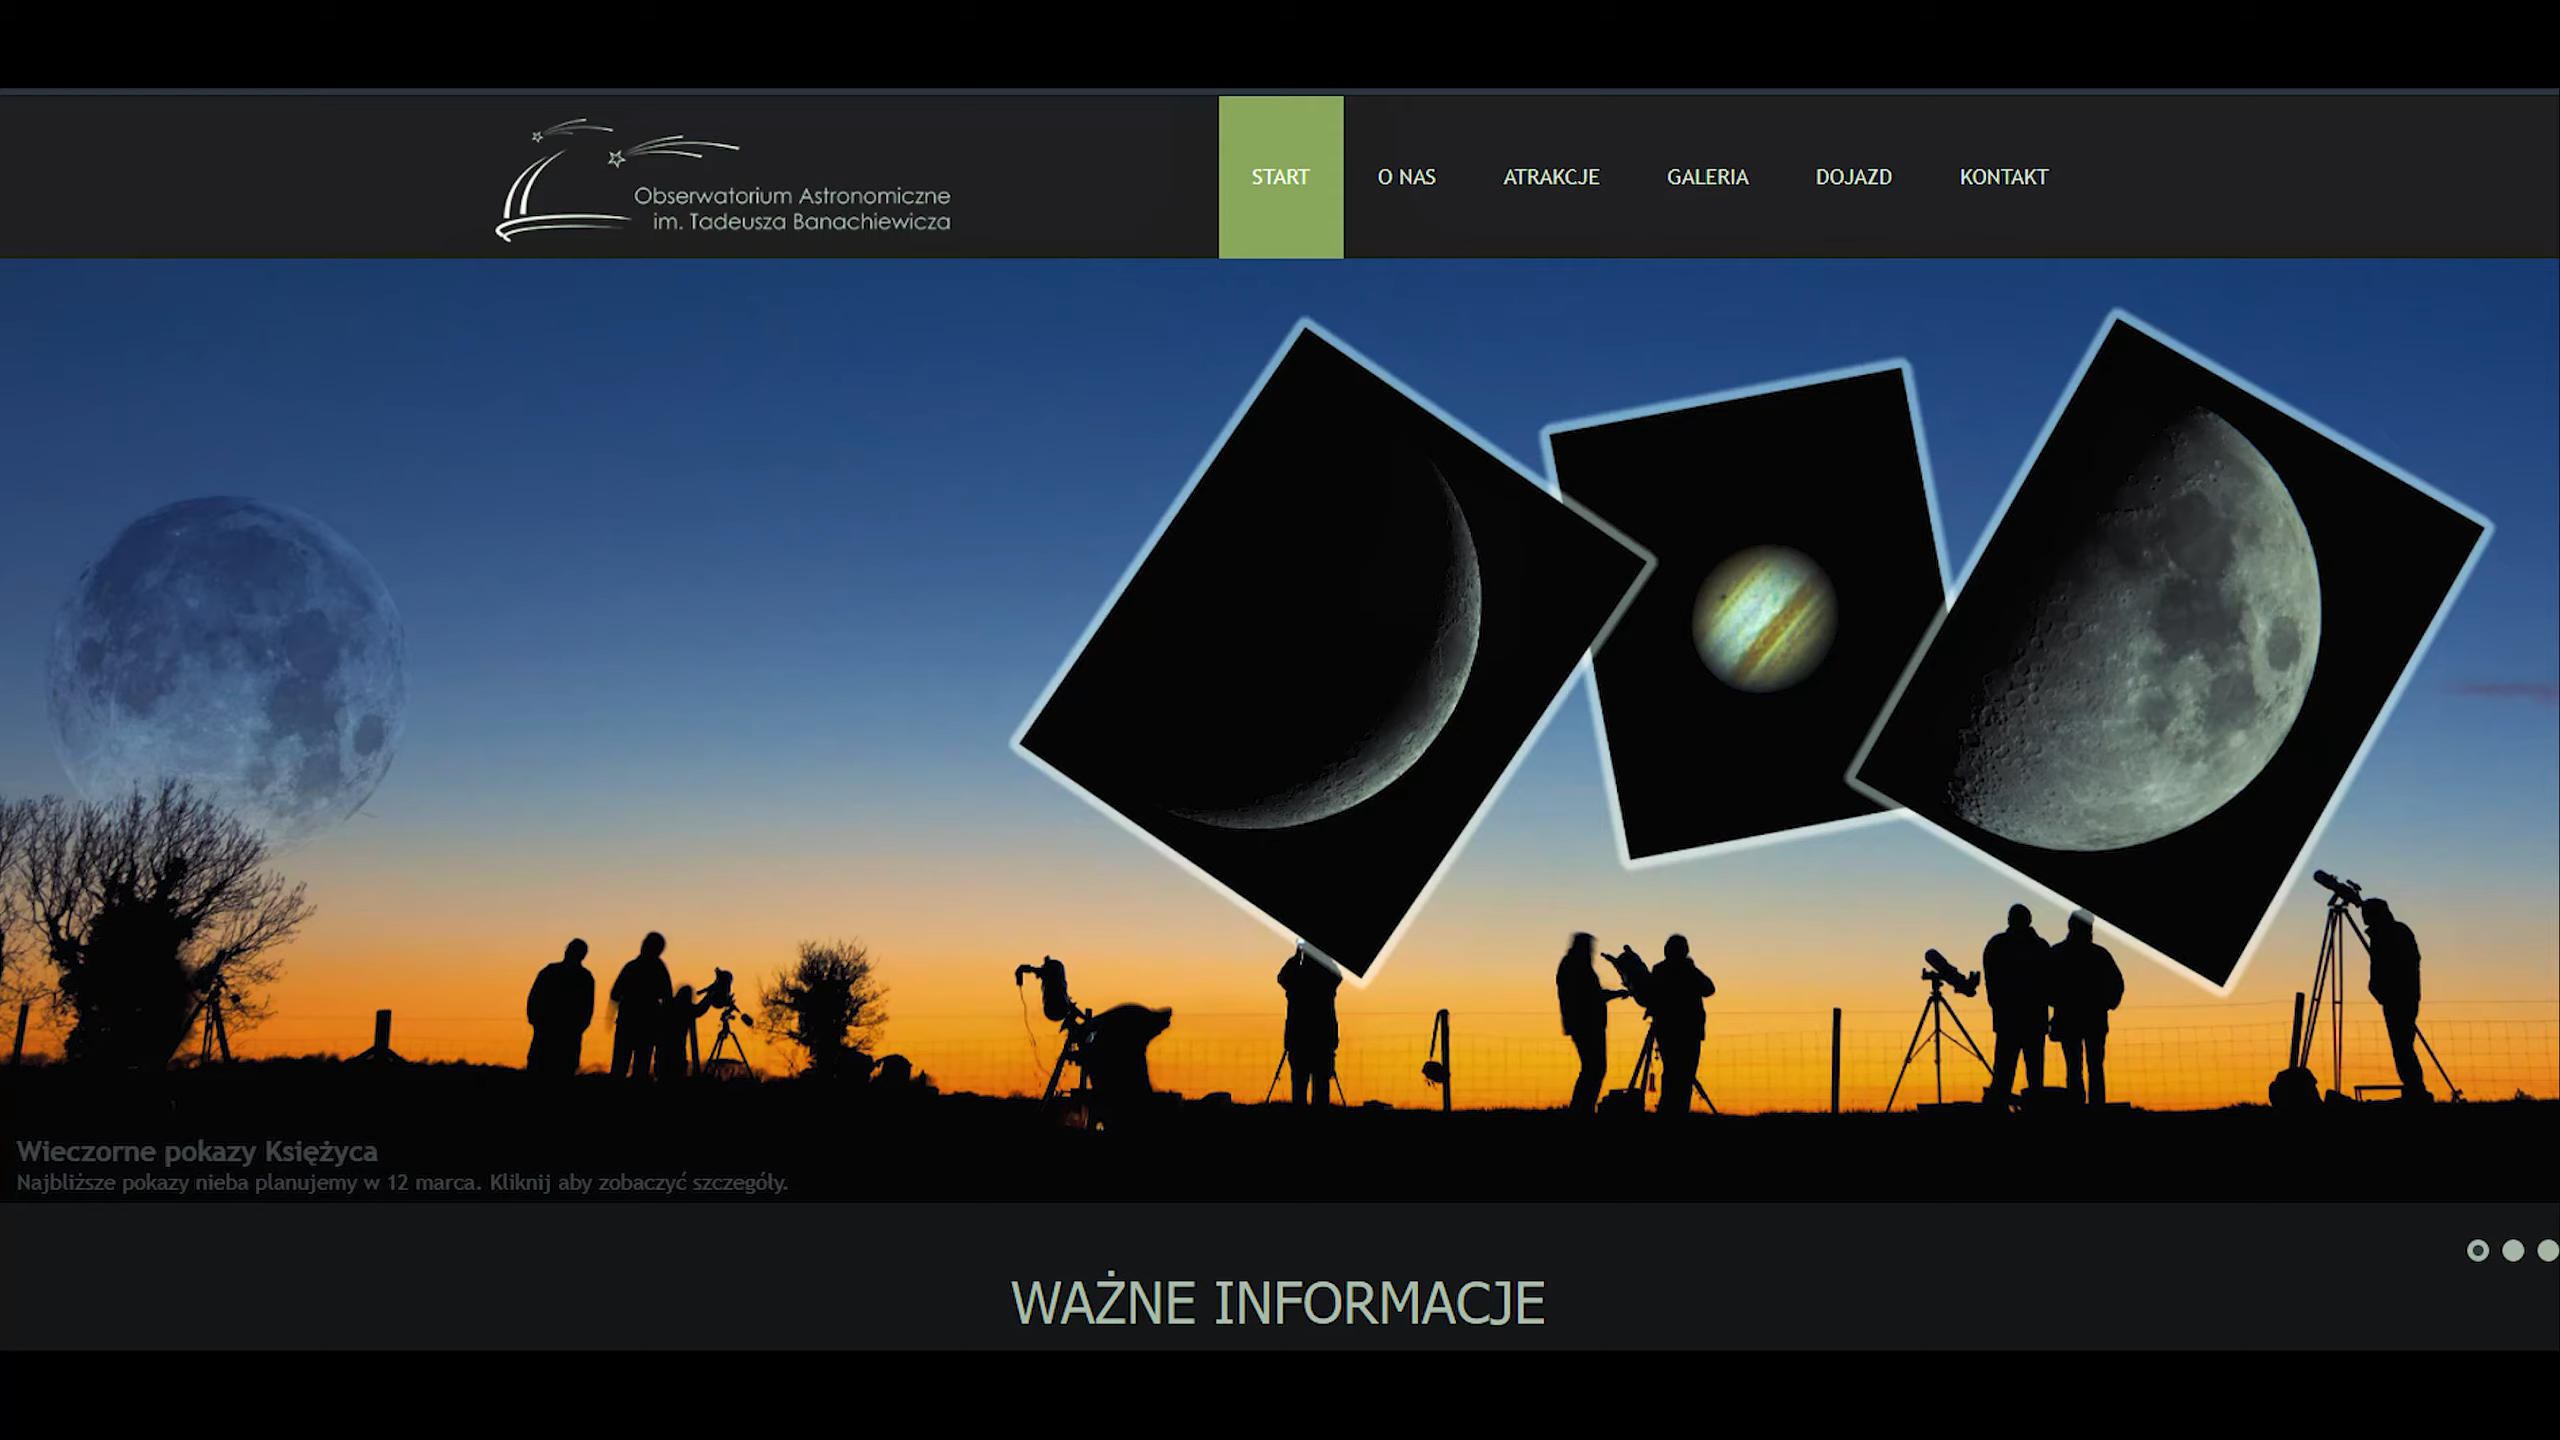 Obserwatorium Astronomiczne
im. Tadeusza Banachiewicza
START
O NAS
ATRAKCJE
GALERIA
DOJAZD
KONTAKT
Wieczorne pokazy Księżyca
Najbliższe pokazy nieba planujemy w 12 marca. Kliknij aby zobaczyć szczegóły.
WAŻNE INFORMACJE